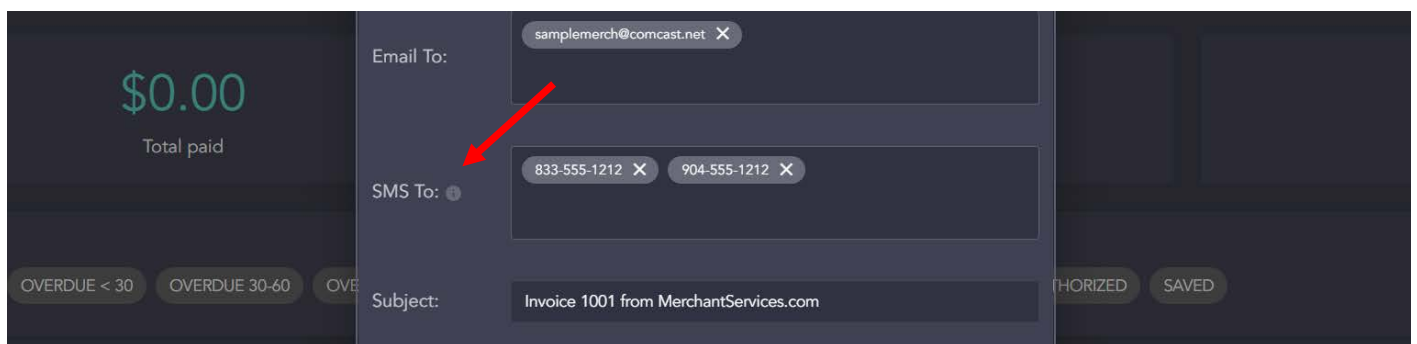 samplemerch@comcast.net
Email To:
$0.00
Total paid
833-555-1212 904-555-1212
SMS To:
OVERDUE < 30 OVERDUE 30-60
Subject: Invoice 1001 from MerchantServices.com
SAVED